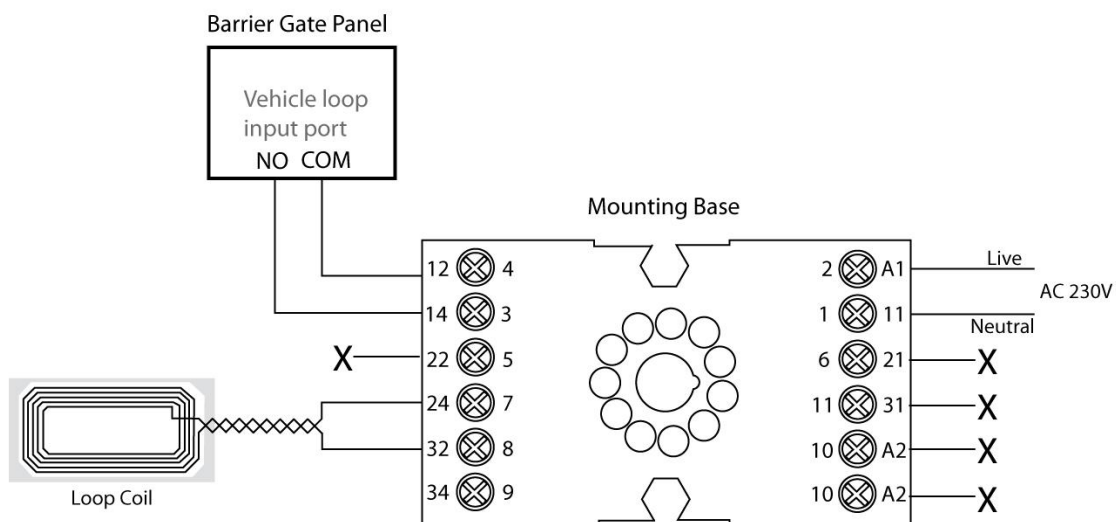 Barrier Gate Panel
Vehicle loop
input port
NO COM
Mounting Base
12 4 2 A1 Live
AC 230V
14 3 1 11
Neutral
X 22 5 6 21 X
24 7 11 31 X
32 8 10 A2 X
34 9 10 A2 X
Loop Coil